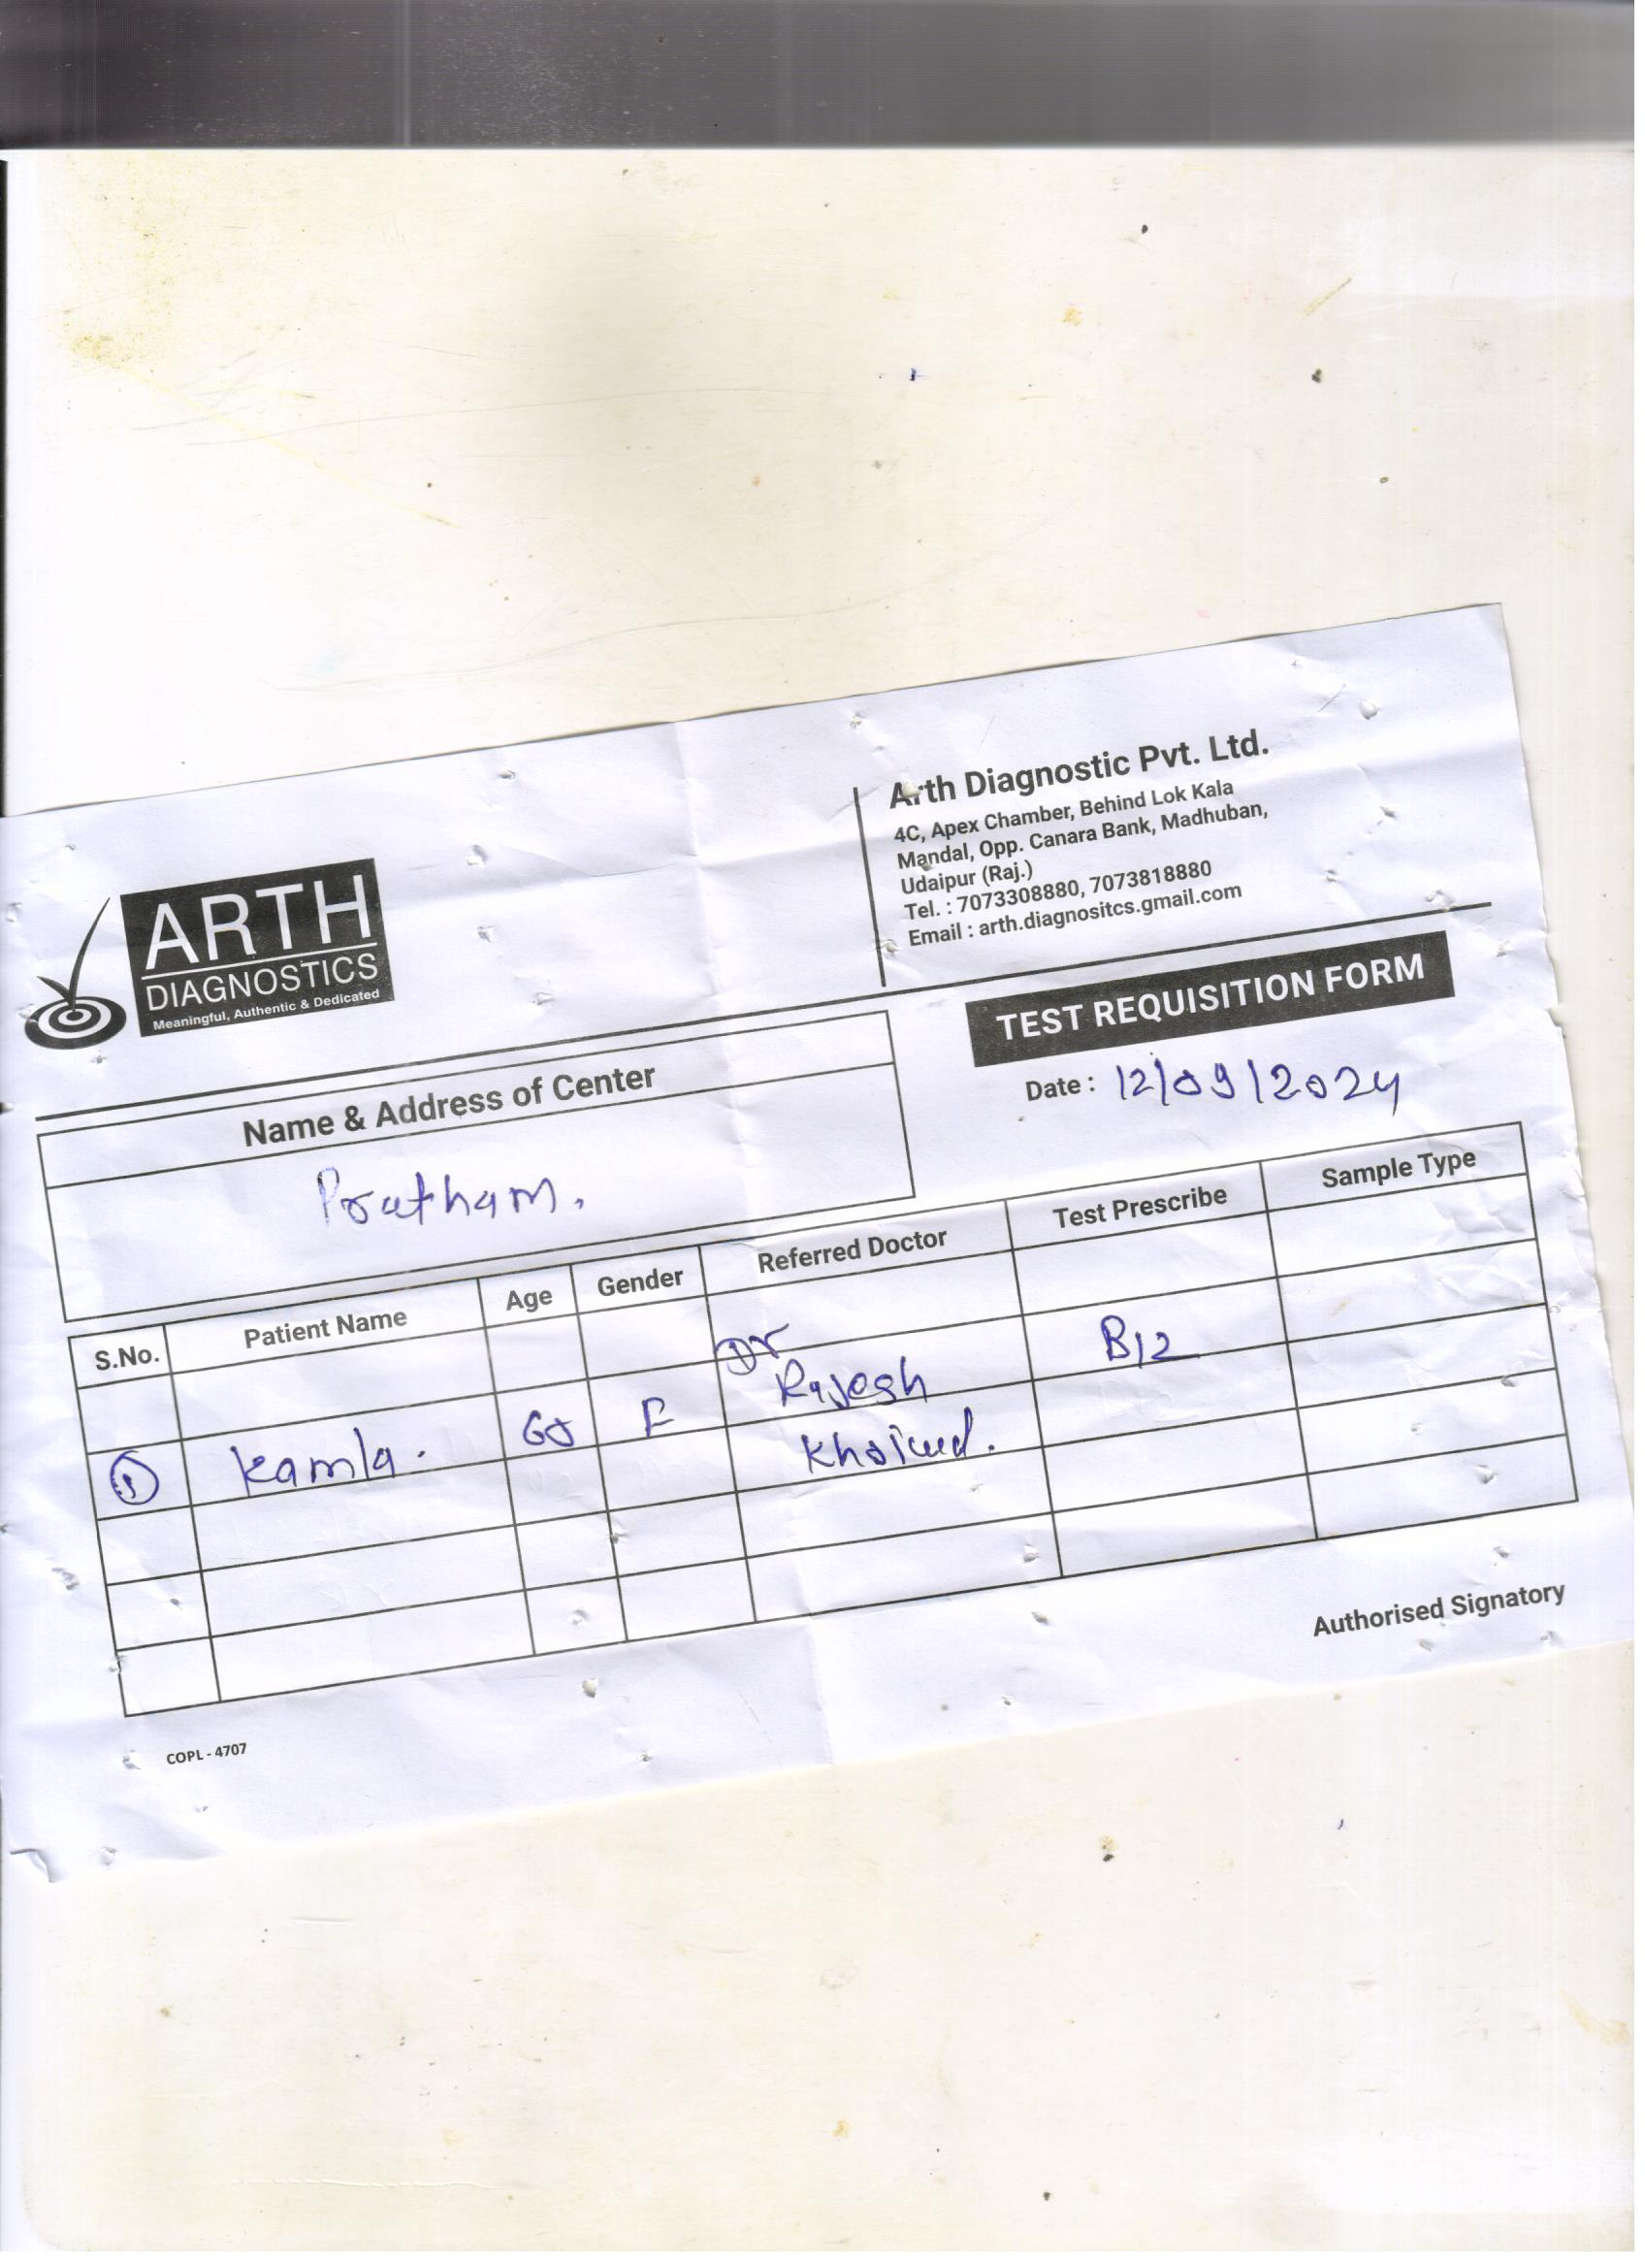 Arth Diagnostic Pvt. Ltd.
4C, Apex Chamber, Behind Lok Kala
Mandal, Opp. Canara Bank, Madhuban,
Udaipur (Raj.)
Tel. : 7073308880, 7073818880
Email : arth.diagnositcs.gmail.com
ARTH
DIAGNOSTICS
Meaningful, Authentic & Dedicated
TEST REQUISITION FORM
Date : 12/09/2024
Name & Address of Center
Pratham.
S.No. Patient Name Age Gender Referred Doctor Test Prescribe Sample Type
1 Kamla. F Dr B12
Rajesh
Authorised Signatory
COPL - 4707